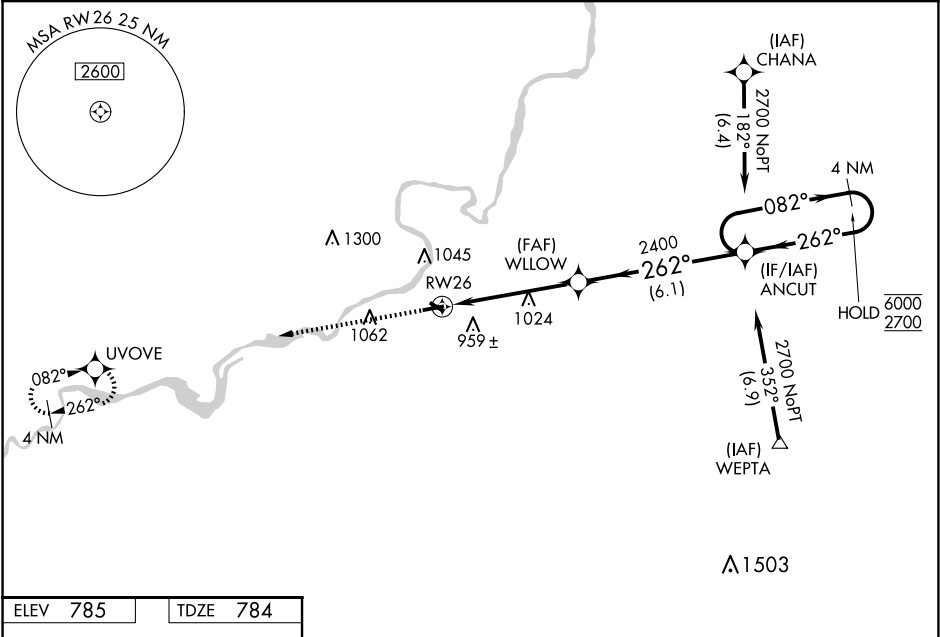 MSA RW26 25 NM
2600
(IAF)
CHANA
2700 NoPT
182°
(6.4)
4 NM
082°
262°
(IF/IAF)
ANCUT
HOLD
6000
2700
2400
262°
(6.1)
(FAF)
WLLOW
1300
1045
RW26
1024
959 ±
1062
UVOVE
082°
262°
4 NM
2700 NoPT
352°
(6.9)
(IAF)
WEPTA
1503
ELEV 785
TDZE 784